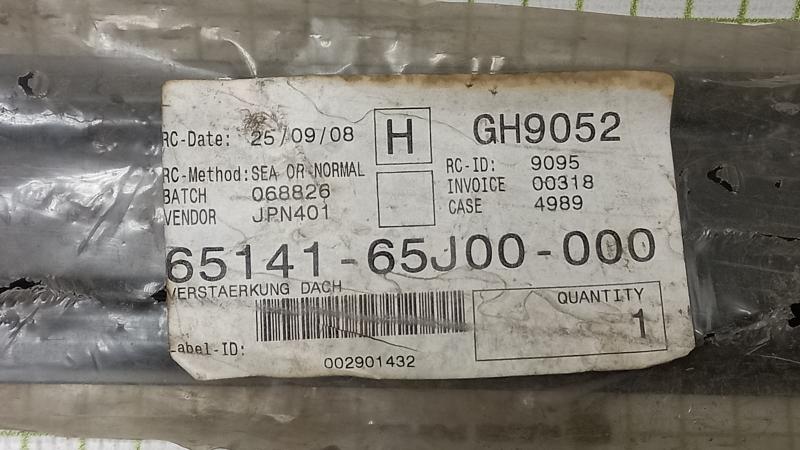 RC-Date: 25/09/08 H GH9052
RC-Method: SEA OR NORMAL RC-ID: 9095
BATCH 068826 INVOICE 00318
VENDOR JPN401 CASE 4989
65141-65J00-000
VERSTAERKUNG DACH QUANTITY
1
Label-ID:
002901432